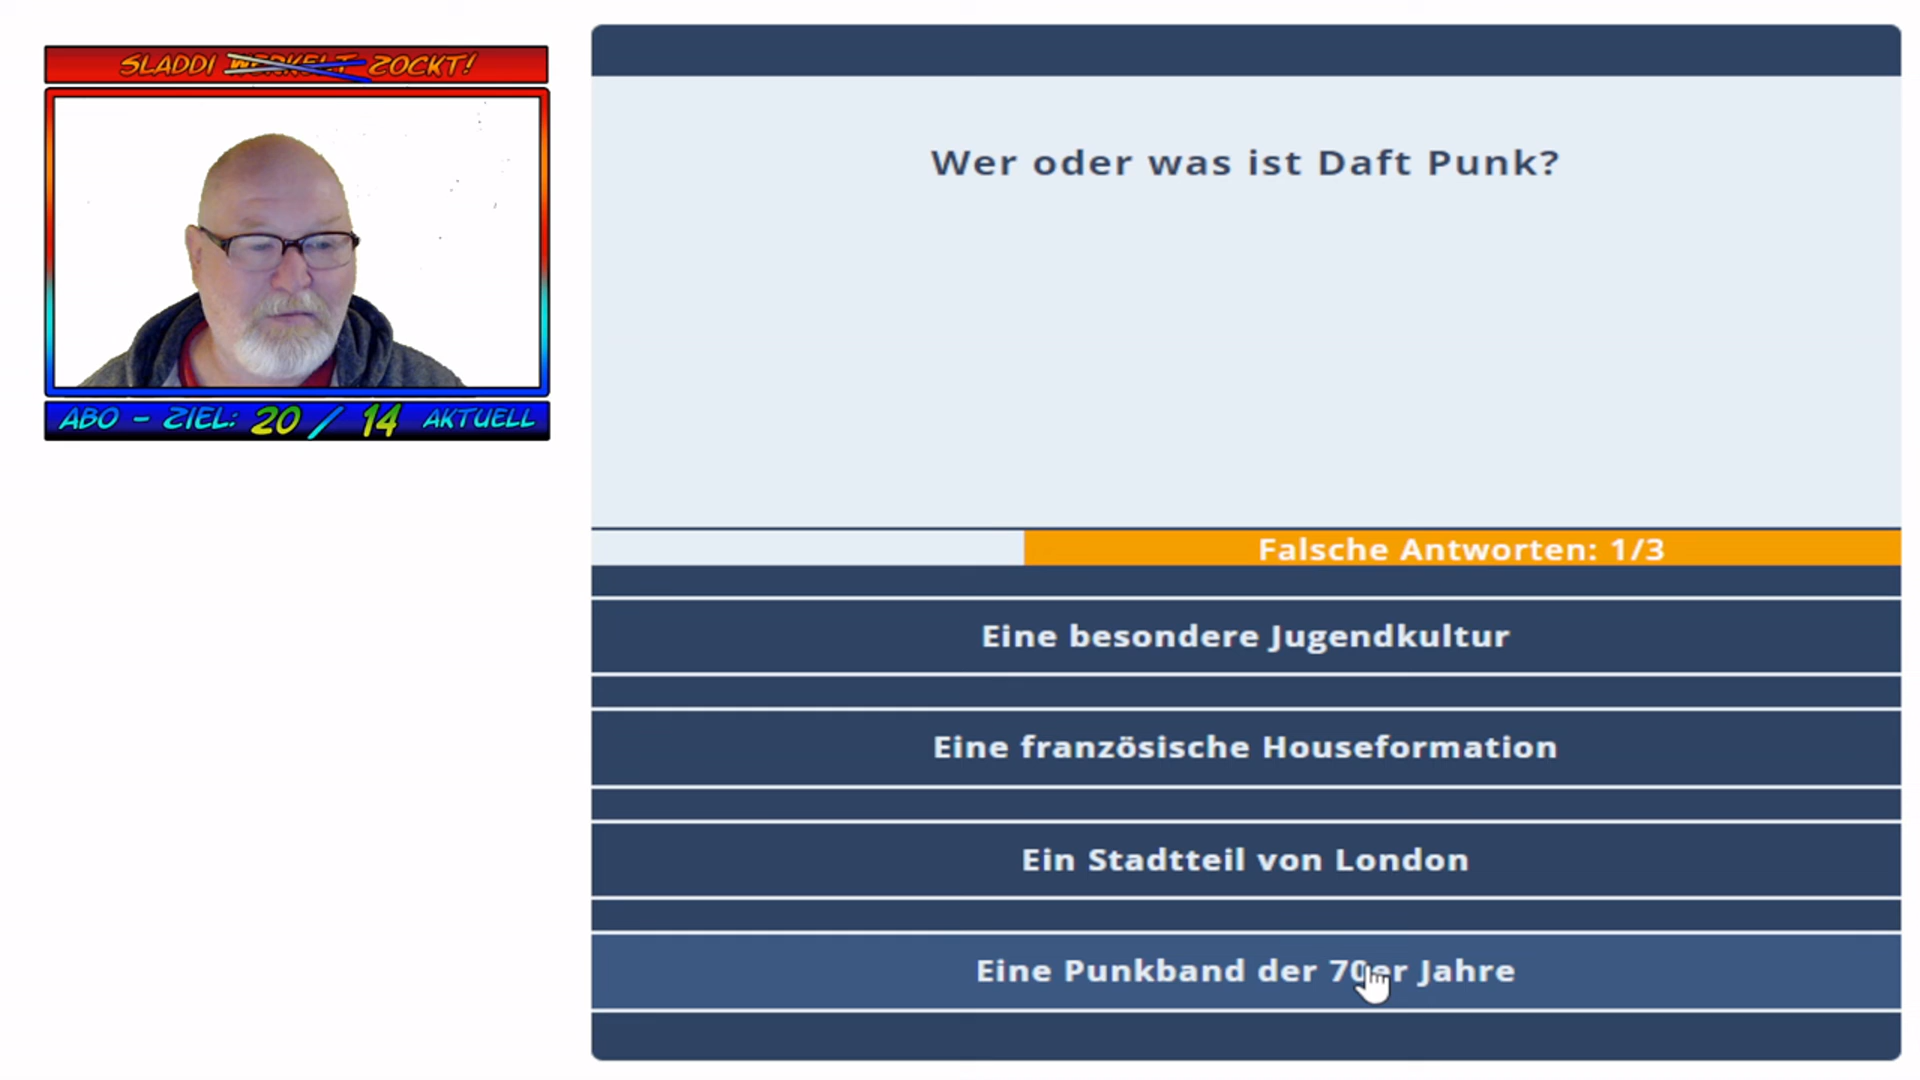 SLADDI WERKELT ZOCKT!
ABO - ZIEL: 20 / 14 AKTUELL
Wer oder was ist Daft Punk?
Falsche Antworten: 1/3
Eine besondere Jugendkultur
Eine französische Houseformation
Ein Stadtteil von London
Eine Punkband der 70er Jahre